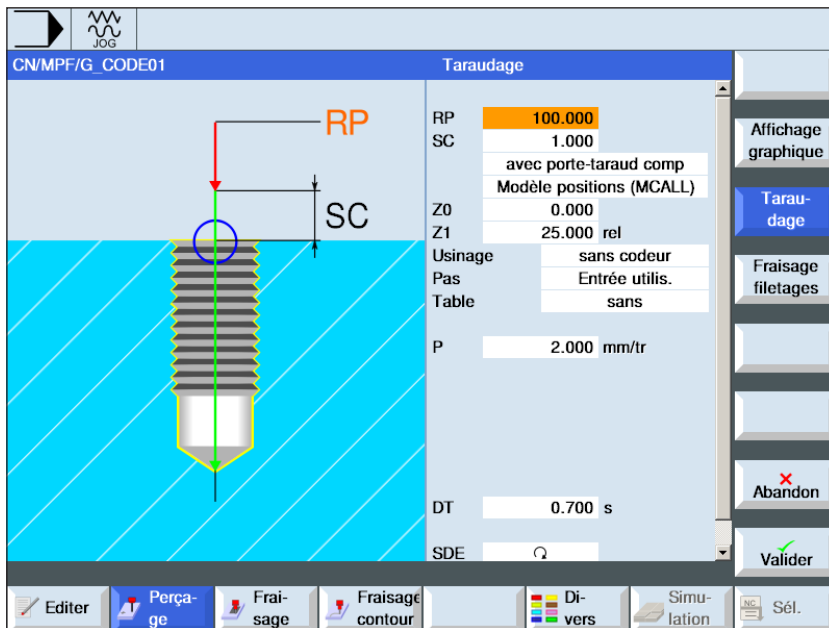 JOG
CN/MPF/G_CODE01
Taraudage
RP
SC
RP 100.000
SC 1.000
avec porte-taraud comp
Modèle positions (MCALL)
Z0 0.000
Z1 25.000 rel
Usinage sans codeur
Pas Entrée utilis.
Table sans
P 2.000 mm/tr
DT 0.700 s
SDE
Affichage
graphique
Tarau-
dage
Fraisage
filetages
Abandon
Valider
Editer
Perça-
ge
Frai-
sage
Fraisage
contour
Di-
vers
Simu-
lation
NC
Sél.